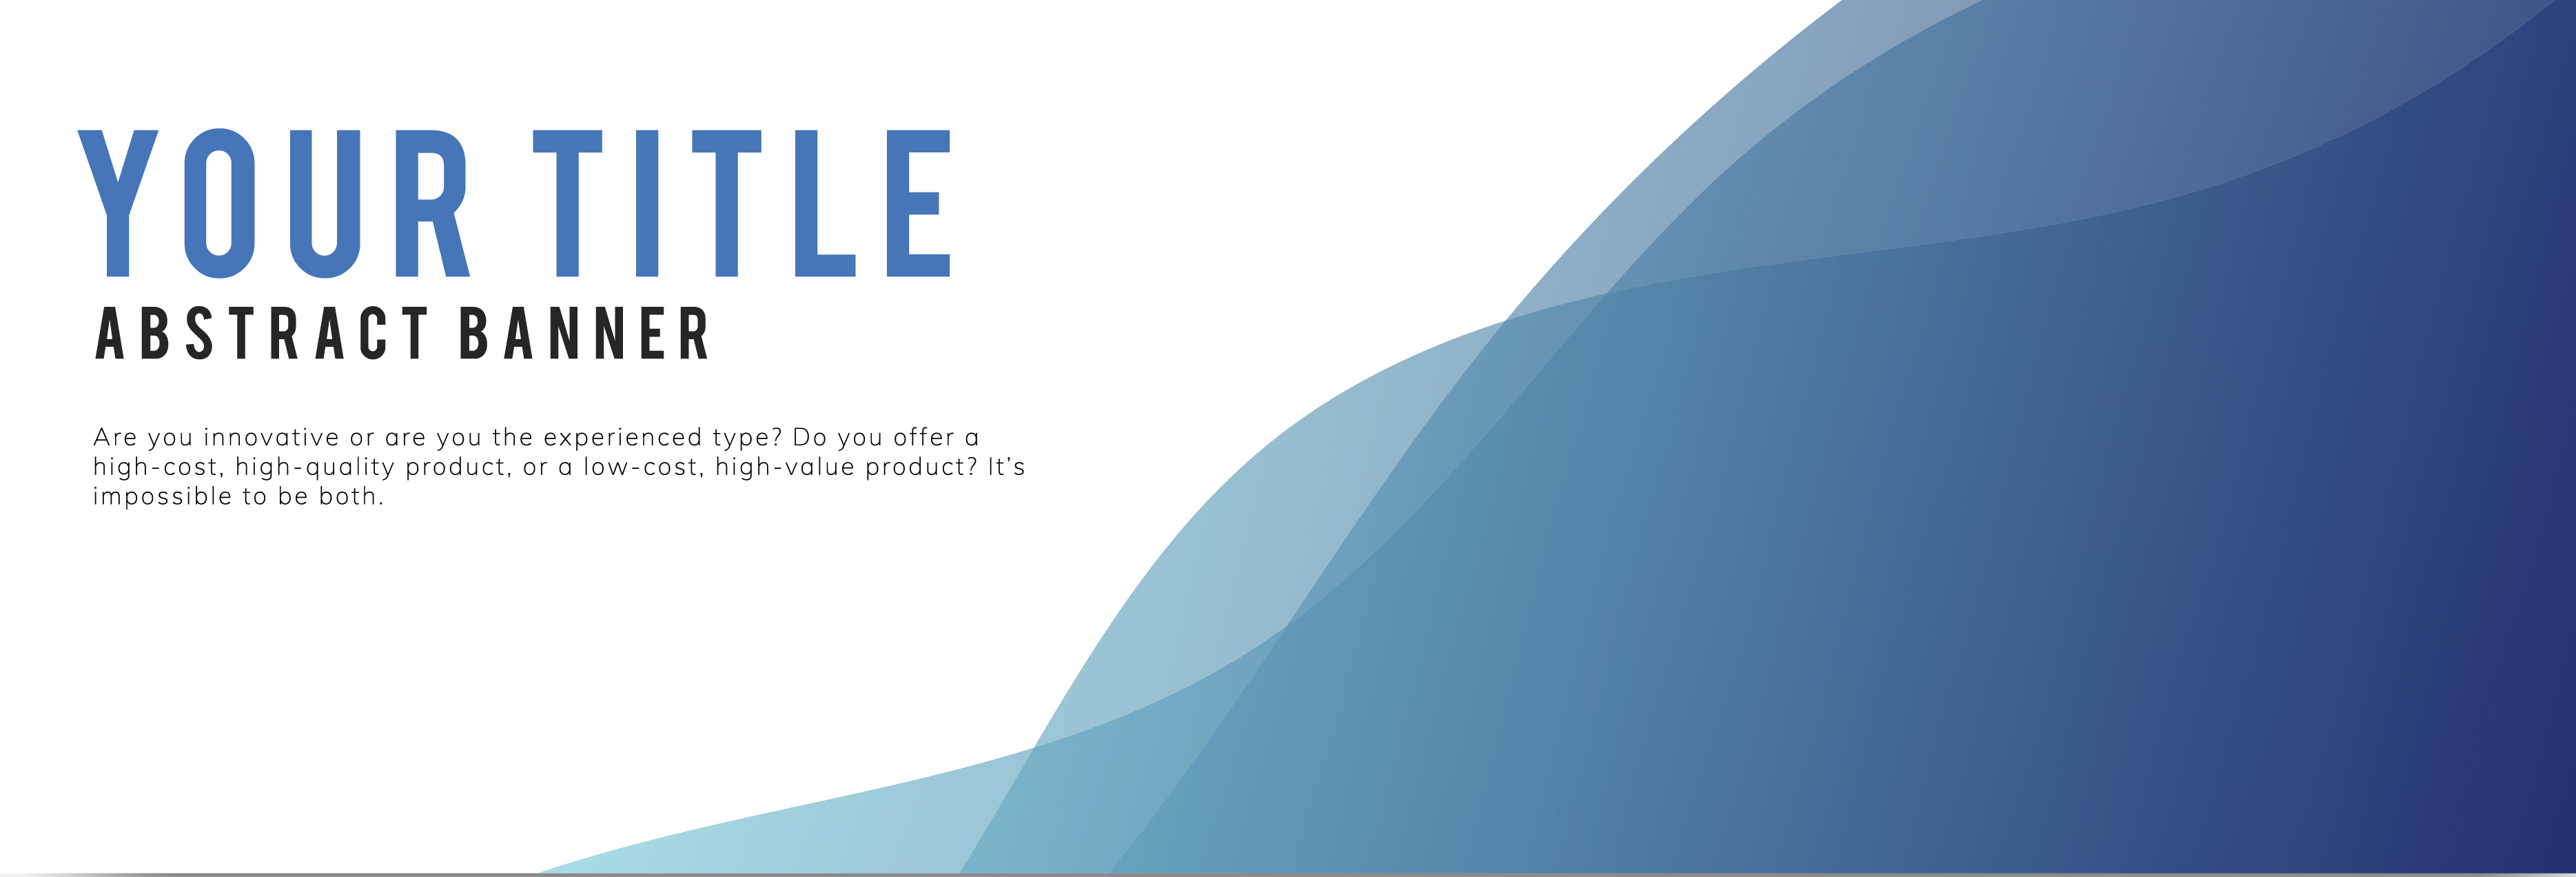 YOUR TITLE
ABSTRACT BANNER
Are you innovative or are you the experienced type? Do you offer a
high-cost, high-quality product, or a low-cost, high-value product? It’s
impossible to be both.